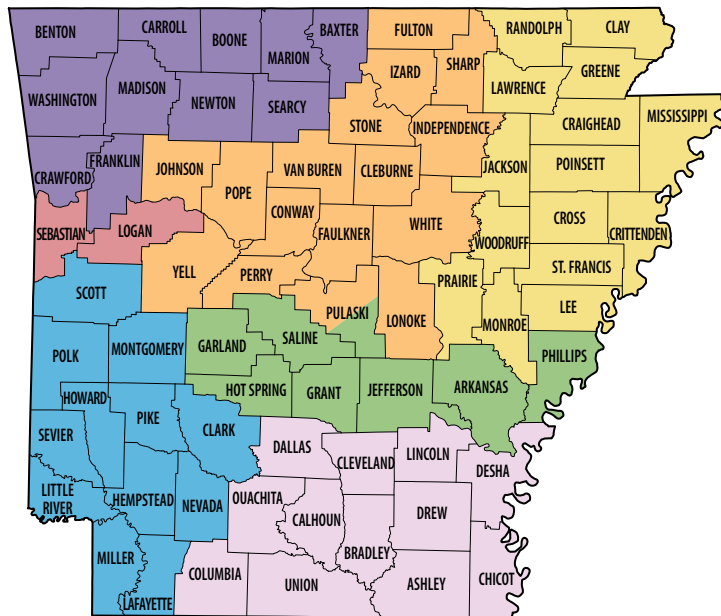 BENTON
CARROLL
BOONE
MARION
BAXTER
FULTON
RANDOLPH
CLAY
IZARD
SHARP
GREENE
LAWRENCE
WASHINGTON
MADISON
NEWTON
SEARCY
STONE
INDEPENDENCE
CRAIGHEAD
MISSISSIPPI
CRAWFORD
FRANKLIN
JOHNSON
POPE
VAN BUREN
CLEBURNE
JACKSON
POINSETT
SEBASTIAN
LOGAN
CONWAY
FAULKNER
WHITE
WOODRUFF
CROSS
CRITTENDEN
SCOTT
YELL
PERRY
PULASKI
LONOKE
PRAIRIE
MONROE
ST. FRANCIS
LEE
POLK
MONTGOMERY
GARLAND
SALINE
HOT SPRING
GRANT
JEFFERSON
ARKANSAS
PHILLIPS
HOWARD
PIKE
CLARK
SEVIER
DALLAS
CLEVELAND
LINCOLN
DESHA
LITTLE
RIVER
HEMPSTEAD
NEVADA
OUACHITA
CALHOUN
BRADLEY
DREW
MILLER
LAFAYETTE
COLUMBIA
UNION
ASHLEY
CHICOT